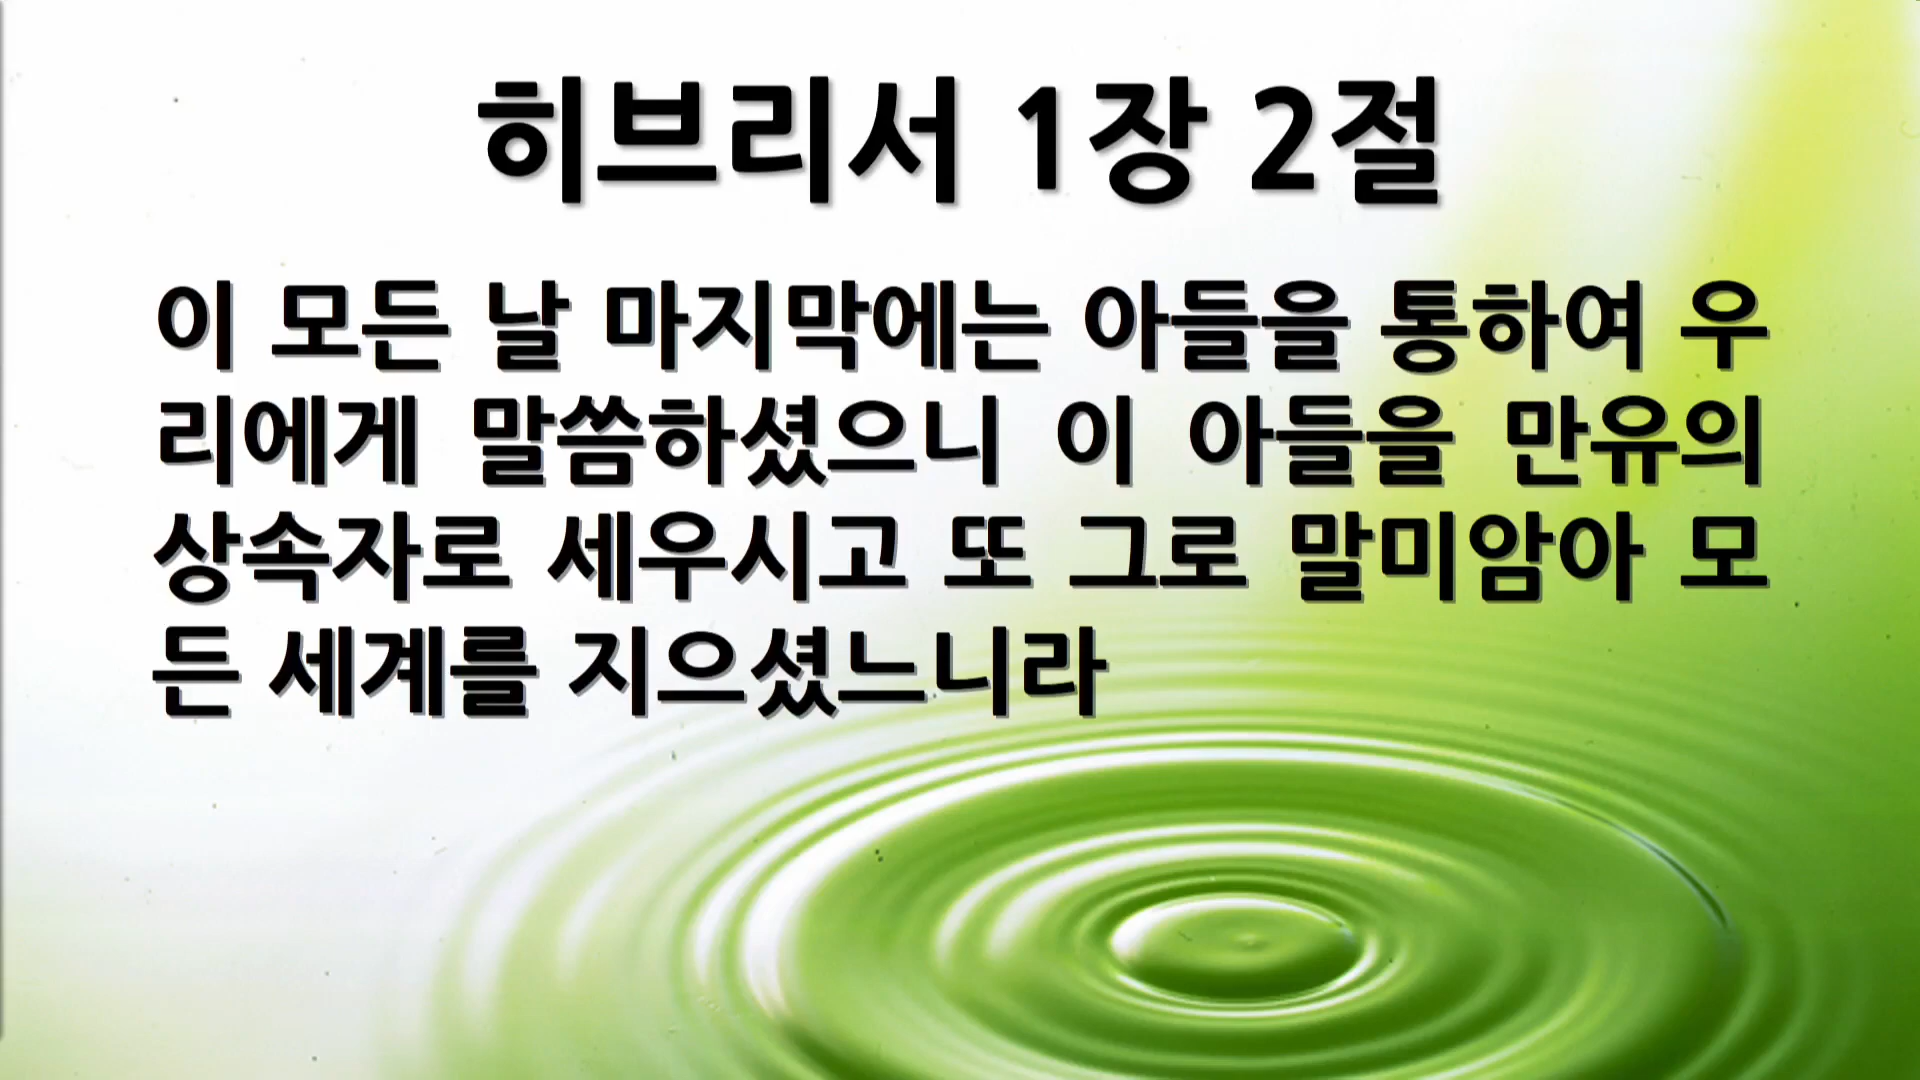 히브리서 1장 2절
이 모든 날 마지막에는 아들을 통하여 우
리에게 말씀하셨으니 이 아들을 만유의
상속자로 세우시고 또 그로 말미암아 모
든 세계를 지으셨느니라